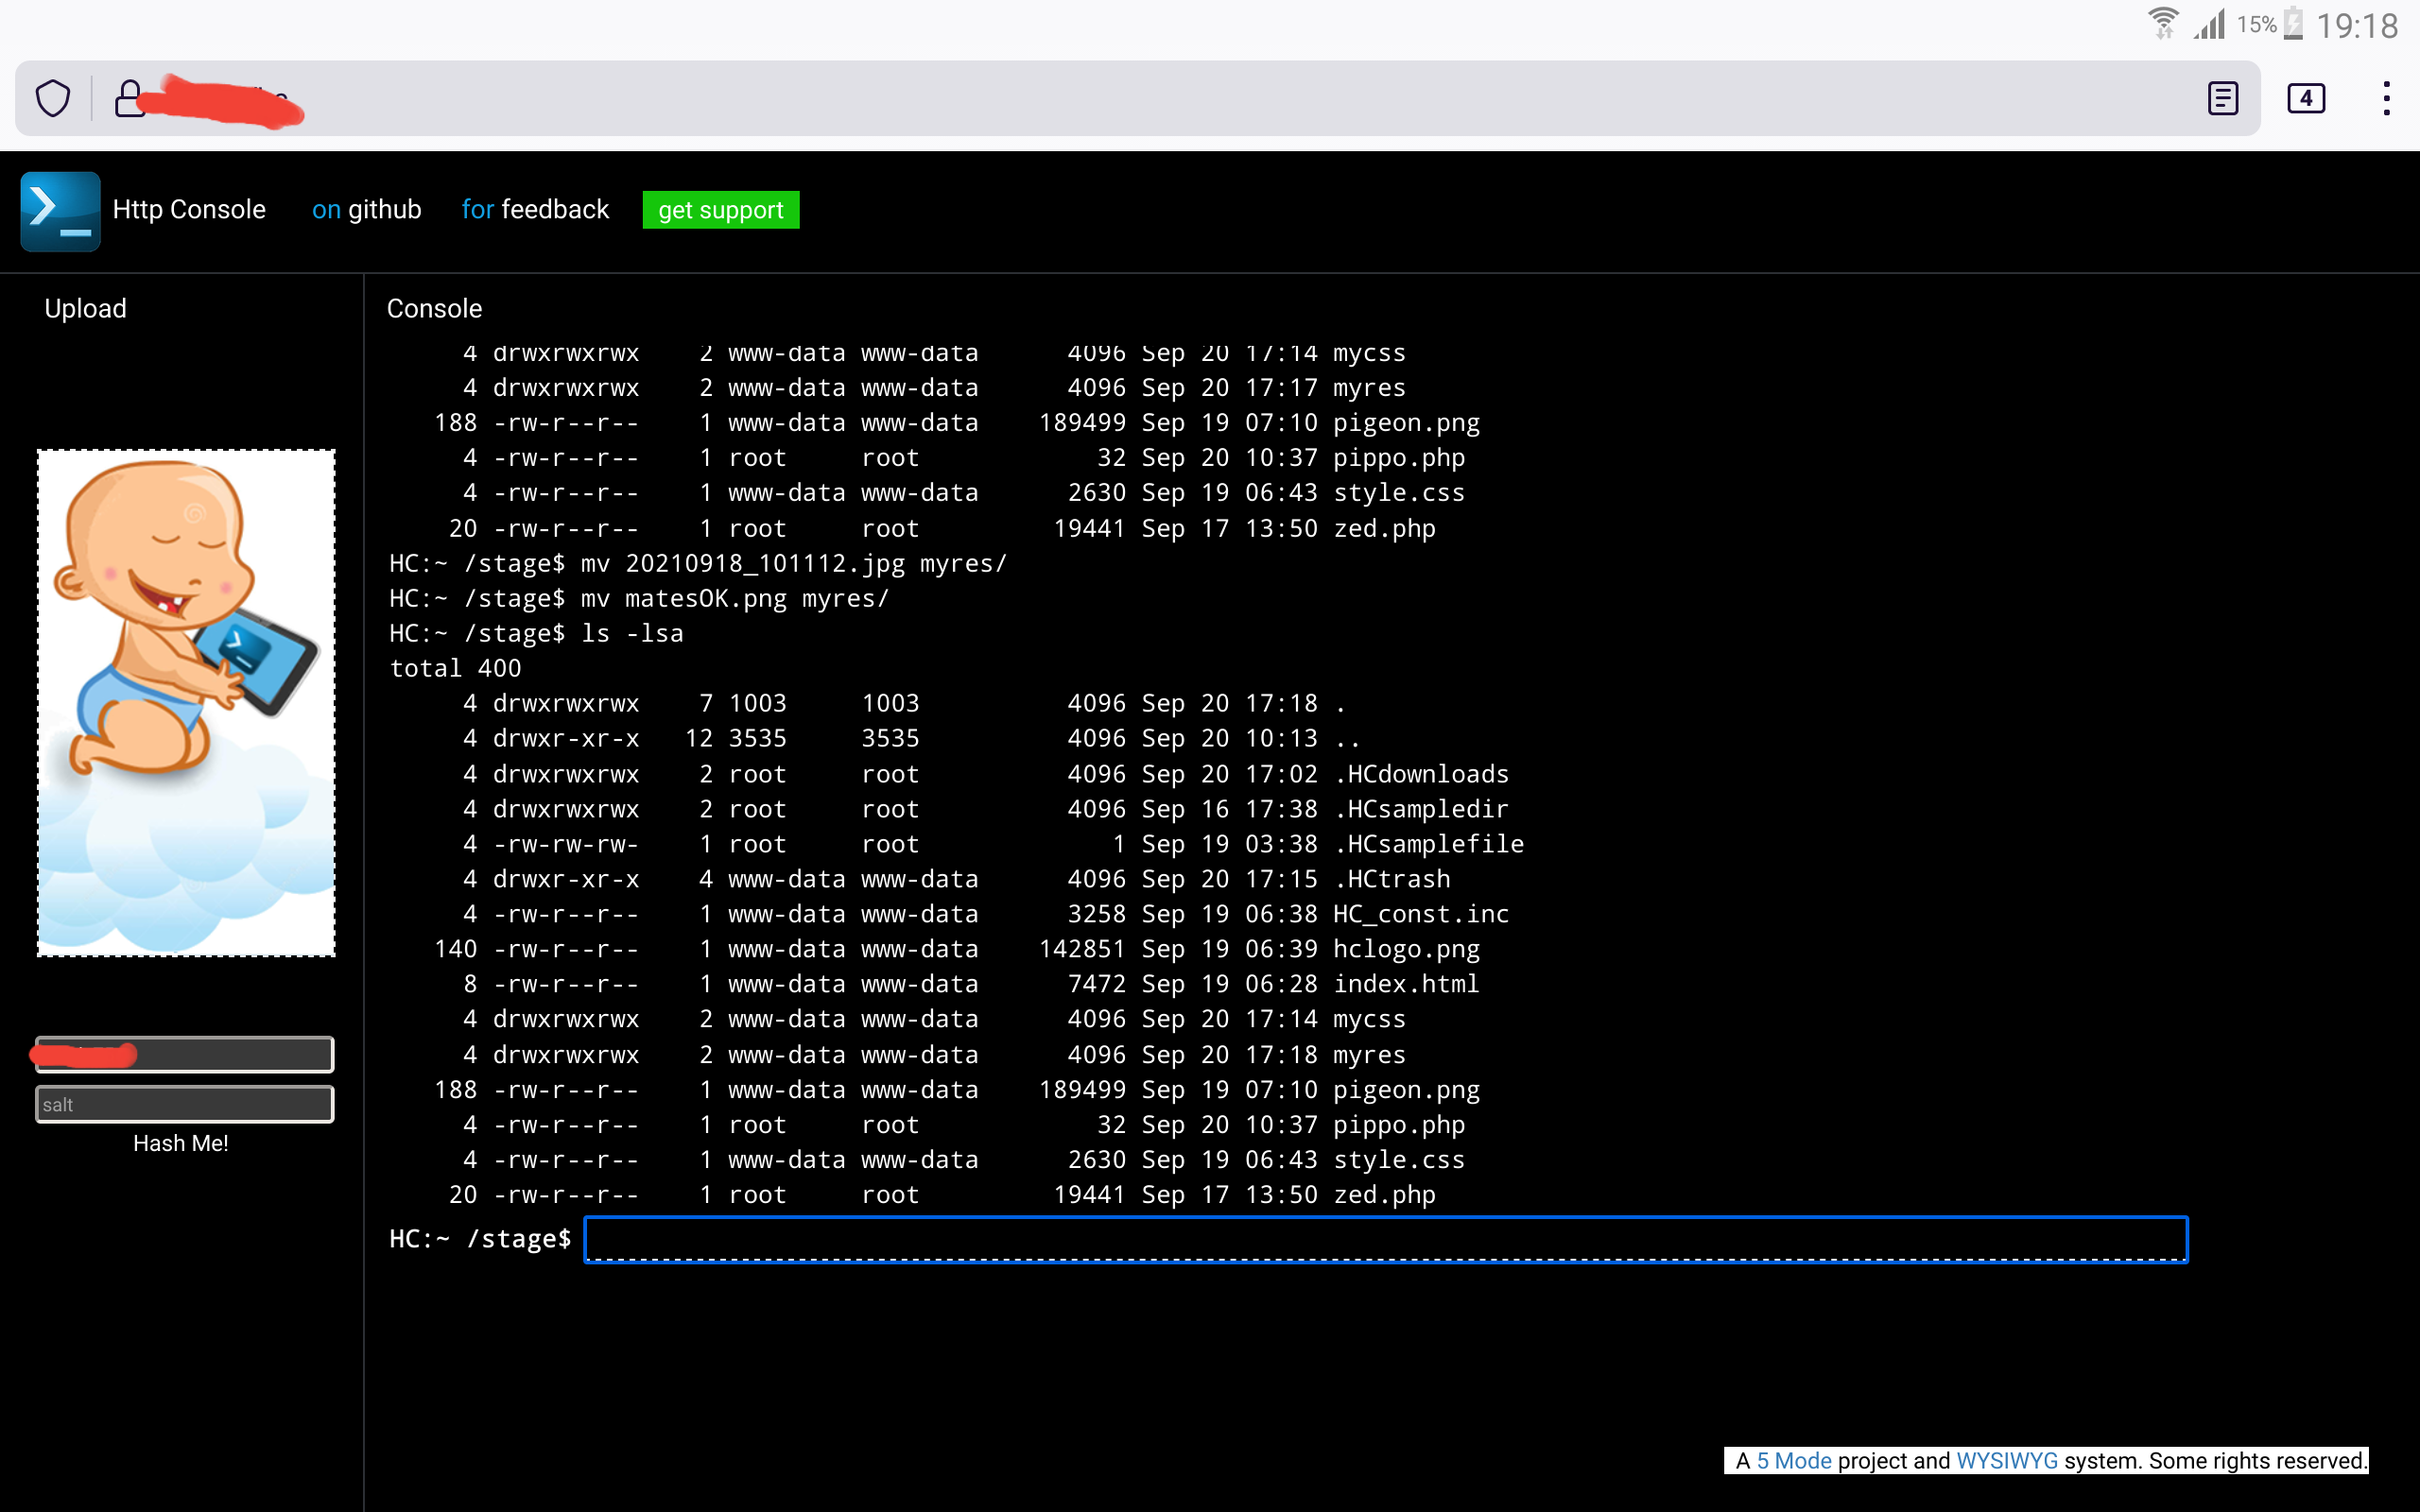 15% 19:18
4
Http Console on github for feedback get support
Upload
Console
4 drwxrwxrwx 2 www-data www-data 4096 Sep 20 17:14 mycss
4 drwxrwxrwx 2 www-data www-data 4096 Sep 20 17:17 myres
188 -rw-r--r-- 1 www-data www-data 189499 Sep 19 07:10 pigeon.png
4 -rw-r--r-- 1 root root 32 Sep 20 10:37 pippo.php
4 -rw-r--r-- 1 www-data www-data 2630 Sep 19 06:43 style.css
20 -rw-r--r-- 1 root root 19441 Sep 17 13:50 zed.php
HC:~ /stage$ mv 20210918_101112.jpg myres/
HC:~ /stage$ mv matesOK.png myres/
HC:~ /stage$ ls -lsa
total 400
4 drwxrwxrwx 7 1003 1003 4096 Sep 20 17:18 .
4 drwxr-xr-x 12 3535 3535 4096 Sep 20 10:13 ..
4 drwxrwxrwx 2 root root 4096 Sep 20 17:02 .HCdownloads
4 drwxrwxrwx 2 root root 4096 Sep 16 17:38 .HCsampledir
4 -rw-rw-rw- 1 root root 1 Sep 19 03:38 .HCsamplefile
4 drwxr-xr-x 4 www-data www-data 4096 Sep 20 17:15 .HCtrash
4 -rw-r--r-- 1 www-data www-data 3258 Sep 19 06:38 HC_const.inc
140 -rw-r--r-- 1 www-data www-data 142851 Sep 19 06:39 hclogo.png
8 -rw-r--r-- 1 www-data www-data 7472 Sep 19 06:28 index.html
4 drwxrwxrwx 2 www-data www-data 4096 Sep 20 17:14 mycss
4 drwxrwxrwx 2 www-data www-data 4096 Sep 20 17:18 myres
188 -rw-r--r-- 1 www-data www-data 189499 Sep 19 07:10 pigeon.png
4 -rw-r--r-- 1 root root 32 Sep 20 10:37 pippo.php
4 -rw-r--r-- 1 www-data www-data 2630 Sep 19 06:43 style.css
20 -rw-r--r-- 1 root root 19441 Sep 17 13:50 zed.php
HC:~ /stage$
salt
Hash Me!
A 5 Mode project and WYSIWYG system. Some rights reserved.